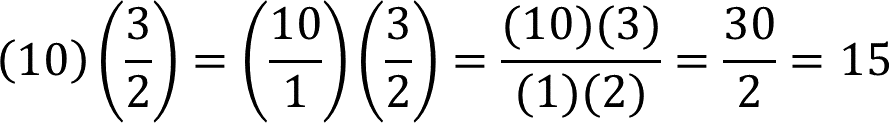 (10)(3/2) = (10/1)(3/2) = (10)(3)/(1)(2) = 30/2 = 15